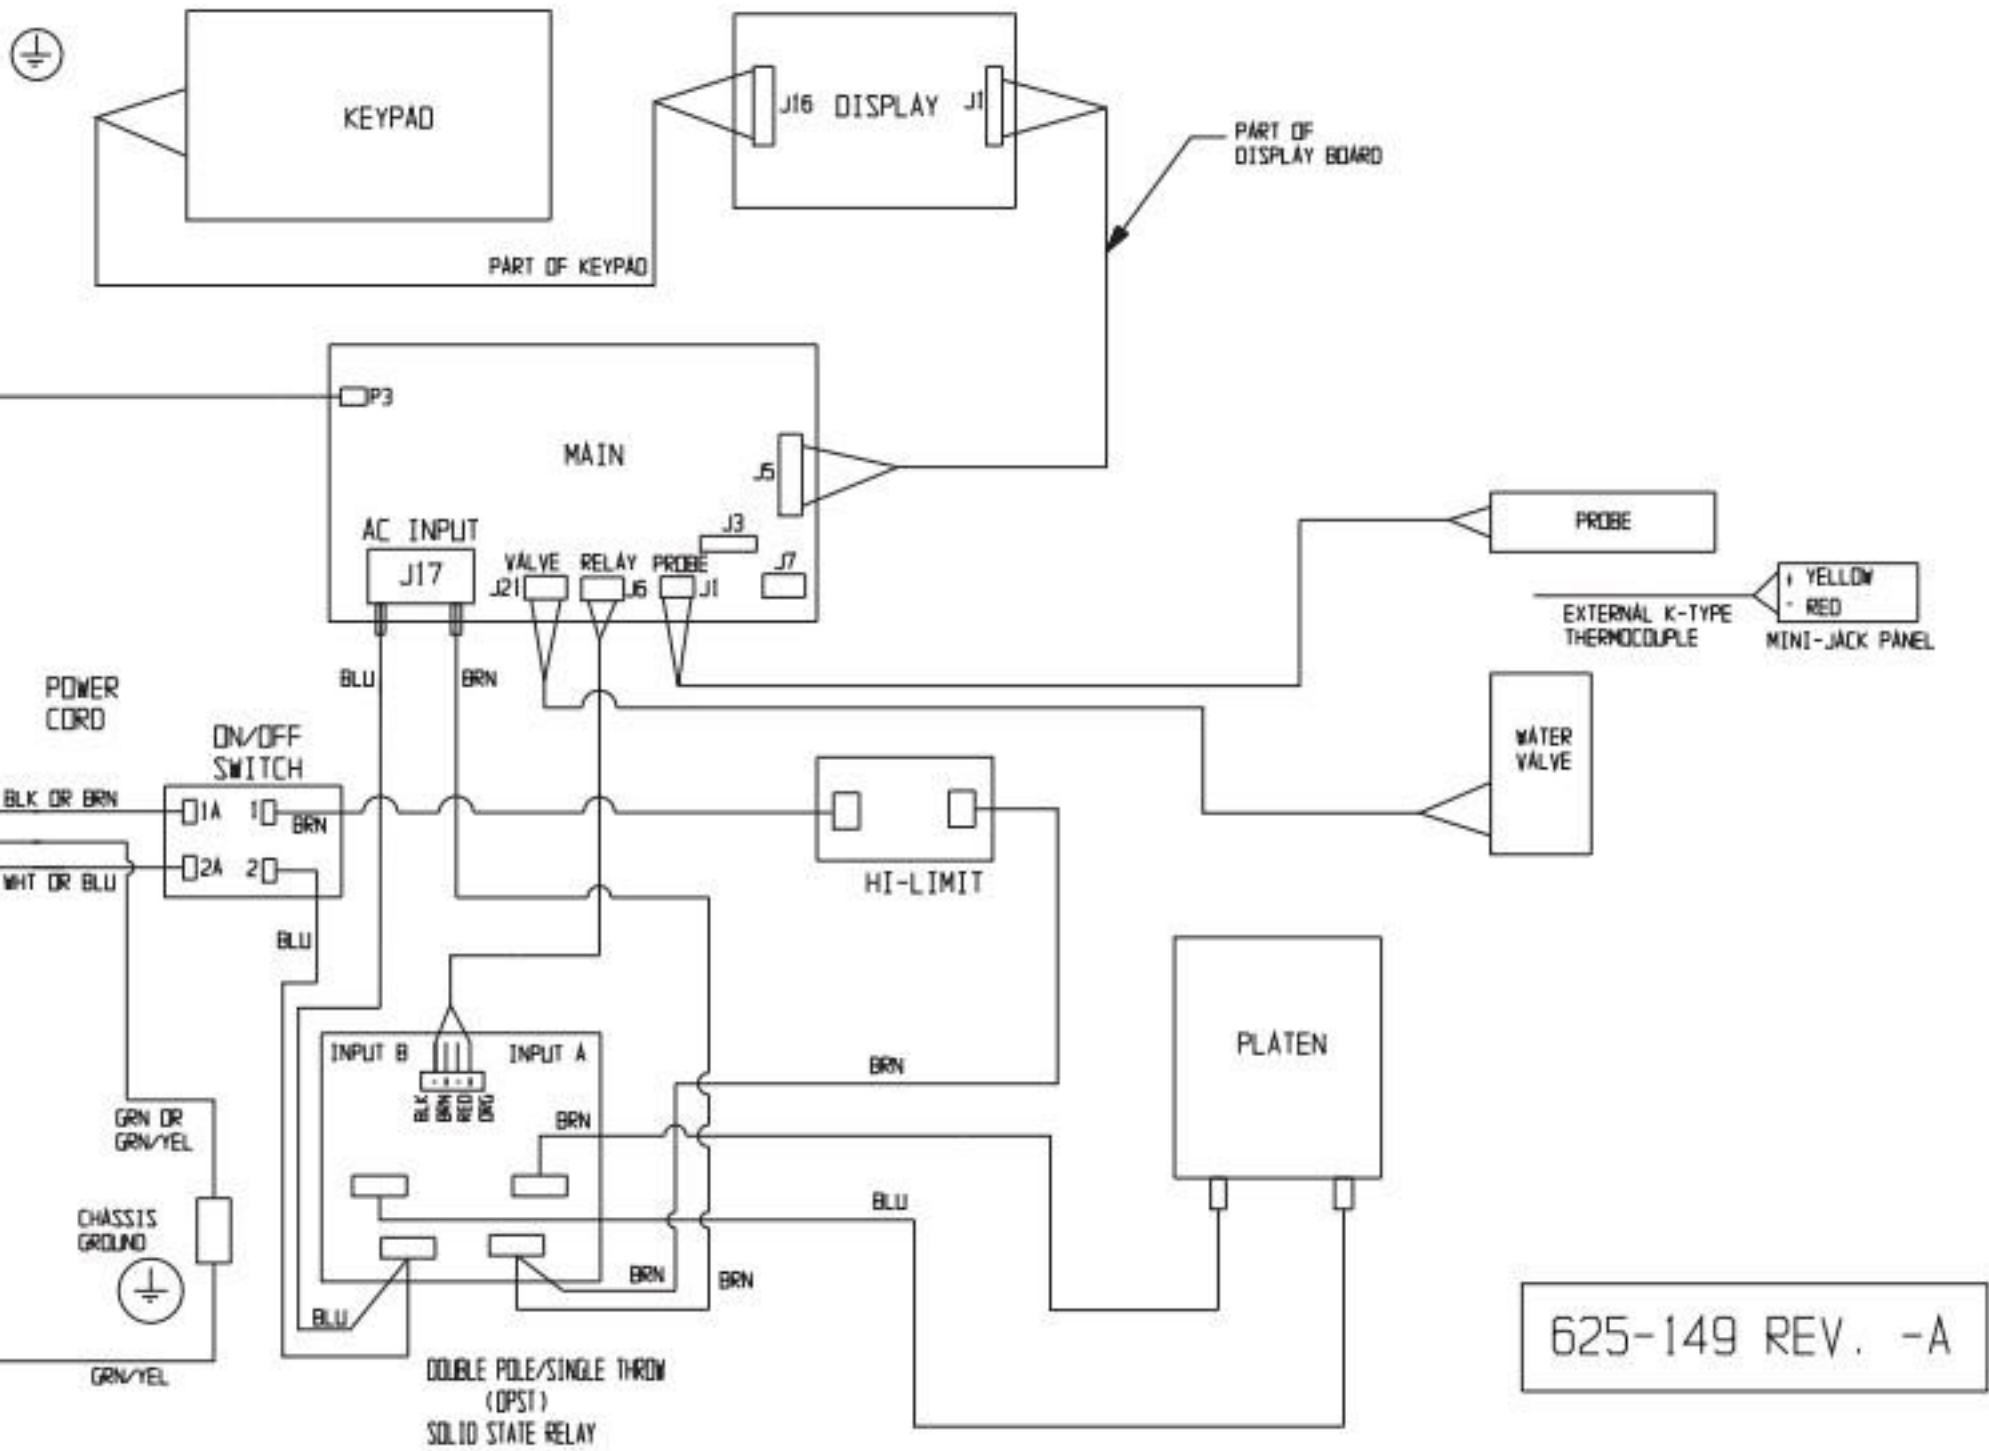 KEYPAD
J16 DISPLAY J1
PART OF
DISPLAY BOARD
PART OF KEYPAD
P3
MAIN
J5
AC INPUT
J17
J3
VALVE RELAY PROBE
J21 J6 J1
J7
PROBE
+ YELLOW
- RED
EXTERNAL K-TYPE
THERMOCOUPLE
MINI-JACK PANEL
BLU
BRN
POWER
CORD
ON/OFF
SWITCH
WATER
VALVE
BLK OR BRN
1A 1
BRN
2A 2
WHT OR BLU
HI-LIMIT
BLU
PLATEN
INPUT B INPUT A
BRN
BLK
BRN
RED
ORG
BRN
GRN OR
GRN/YEL
BLU
CHASSIS
GROUND
BRN
BRN
BLU
GRN/YEL
DOUBLE POLE/SINGLE THROW
(DPST)
SOLID STATE RELAY
625-149 REV. -A